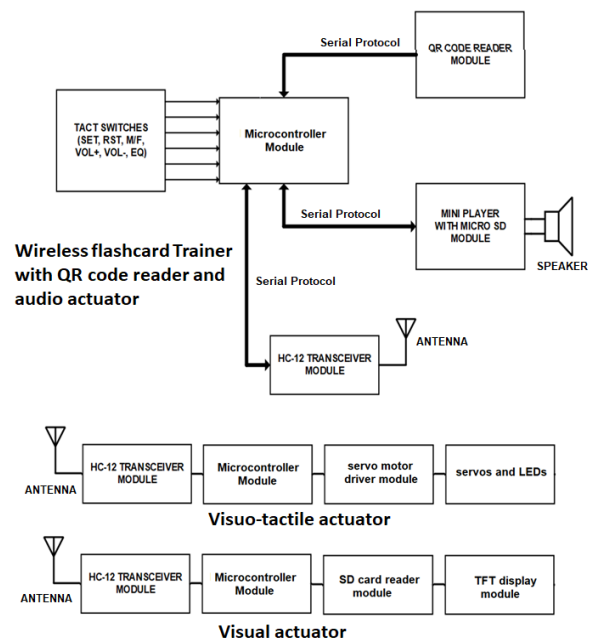 Serial Protocol
QR CODE READER
MODULE
TACT SWITCHES
(SET, RST, M/F,
VOL+, VOL-, EQ)
Microcontroller
Module
Serial Protocol
MINI PLAYER
WITH MICRO SD
MODULE
SPEAKER
Wireless flashcard Trainer
with QR code reader and
audio actuator
Serial Protocol
HC-12 TRANSCEIVER
MODULE
ANTENNA
ANTENNA
HC-12 TRANSCEIVER
MODULE
Microcontroller
Module
servo motor
driver module
servos and LEDs
Visuo-tactile actuator
ANTENNA
HC-12 TRANSCEIVER
MODULE
Microcontroller
Module
SD card reader
module
TFT display
module
Visual actuator